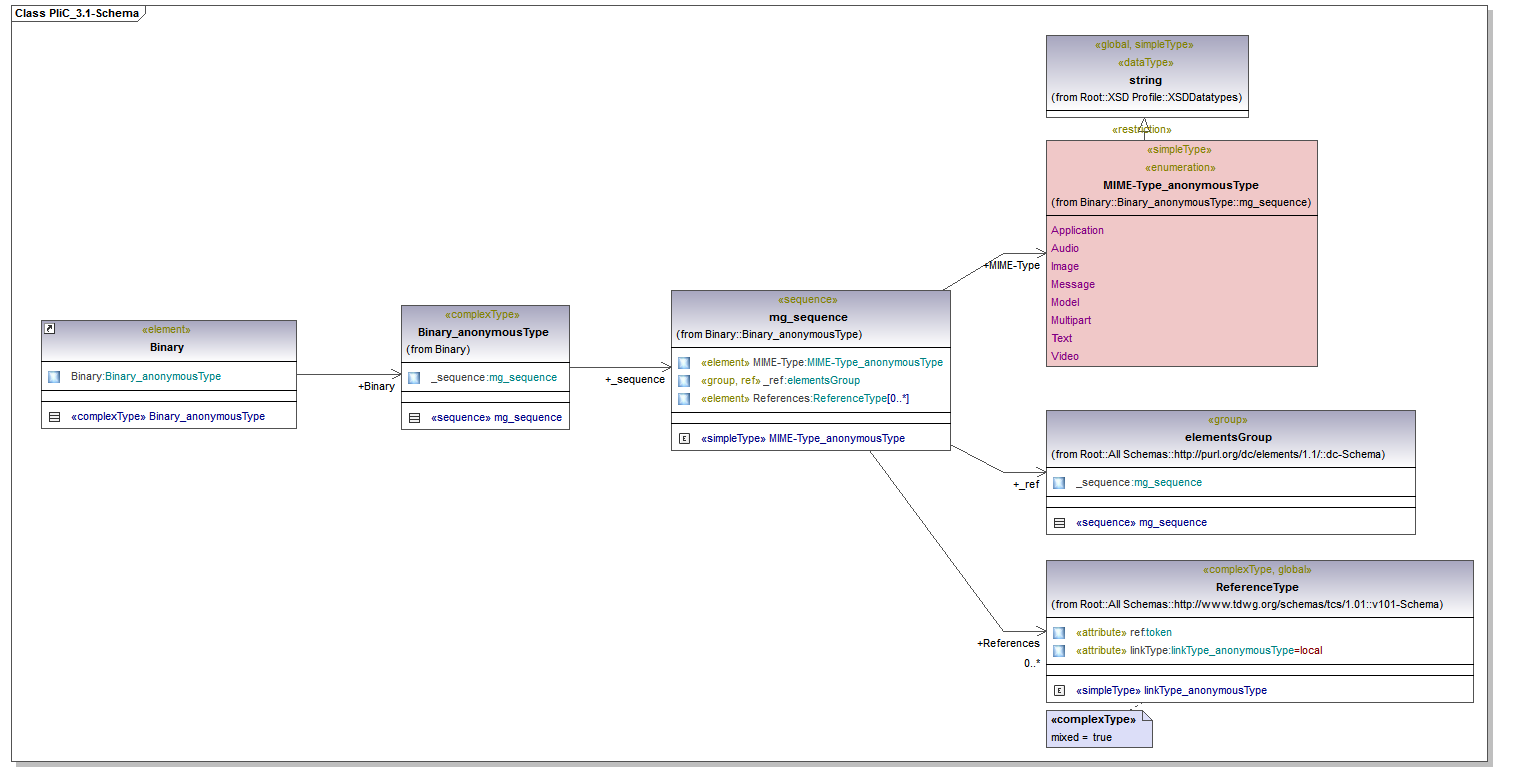 Class PliC_3.1-Schema
«global, simpleType»
«dataType»
string
(from Root::XSD Profile::XSDDatatypes)
«restriction»
«simpleType»
«enumeration»
MIME-Type_anonymousType
(from Binary::Binary_anonymousType::mg_sequence)
Application
Audio
Image
Message
Model
Multipart
Text
Video
+MIME-Type
«element»
Binary
Binary:Binary_anonymousType
«complexType» Binary_anonymousType
+Binary
«complexType»
Binary_anonymousType
(from Binary)
_sequence:mg_sequence
«sequence» mg_sequence
+_sequence
«sequence»
mg_sequence
(from Binary::Binary_anonymousType)
«element» MIME-Type:MIME-Type_anonymousType
«group, ref» _ref:elementsGroup
«element» References:ReferenceType[0..*]
«simpleType» MIME-Type_anonymousType
+_ref
«group»
elementsGroup
(from Root::All Schemas::http://purl.org/dc/elements/1.1/::dc-Schema)
_sequence:mg_sequence
«sequence» mg_sequence
+References
0..*
«complexType, global»
ReferenceType
(from Root::All Schemas::http://www.tdwg.org/schemas/tcs/1.01::v101-Schema)
«attribute» ref:token
«attribute» linkType:linkType_anonymousType=local
«simpleType» linkType_anonymousType
«complexType»
mixed = true